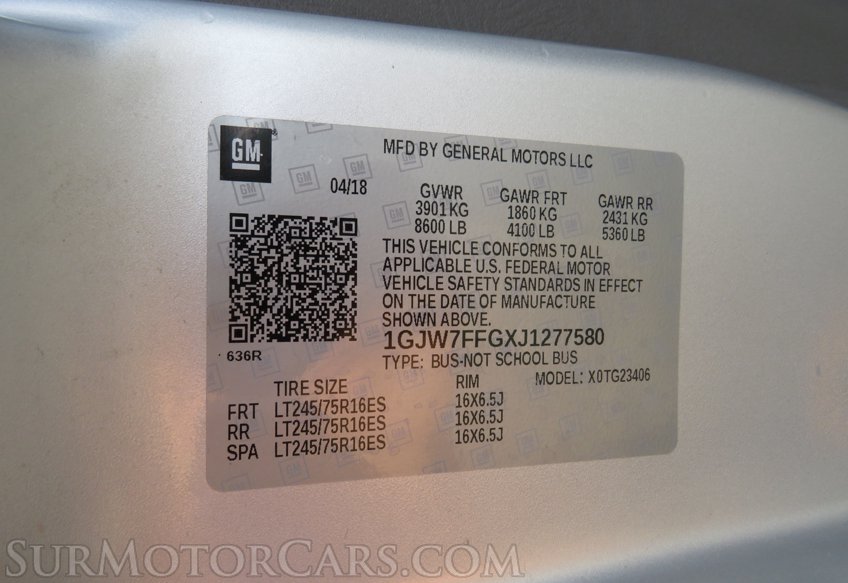 GM
MFD BY GENERAL MOTORS LLC
04/18
GVWR GAWR FRT GAWR RR
3901 KG 1860 KG 2431 KG
8600 LB 4100 LB 5360 LB
THIS VEHICLE CONFORMS TO ALL
APPLICABLE U.S. FEDERAL MOTOR
VEHICLE SAFETY STANDARDS IN EFFECT
ON THE DATE OF MANUFACTURE
SHOWN ABOVE.
1GJW7FFGXJ1277580
636R
TYPE: BUS-NOT SCHOOL BUS
MODEL: X0TG23406
TIRE SIZE RIM
FRT LT245/75R16ES 16X6.5J
RR LT245/75R16ES 16X6.5J
SPA LT245/75R16ES 16X6.5J
SURMOTORCARS.COM